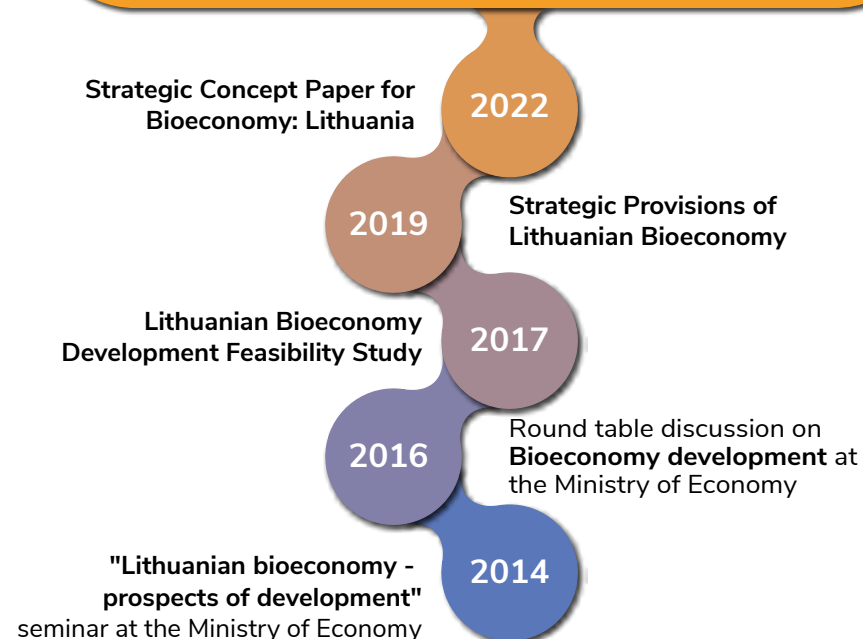 Strategic Concept Paper for
Bioeconomy: Lithuania
2022
2019
Strategic Provisions of
Lithuanian Bioeconomy
Lithuanian Bioeconomy
Development Feasibility Study
2017
2016
Round table discussion on
Bioeconomy development at
the Ministry of Economy
"Lithuanian bioeconomy -
prospects of development"
seminar at the Ministry of Economy
2014